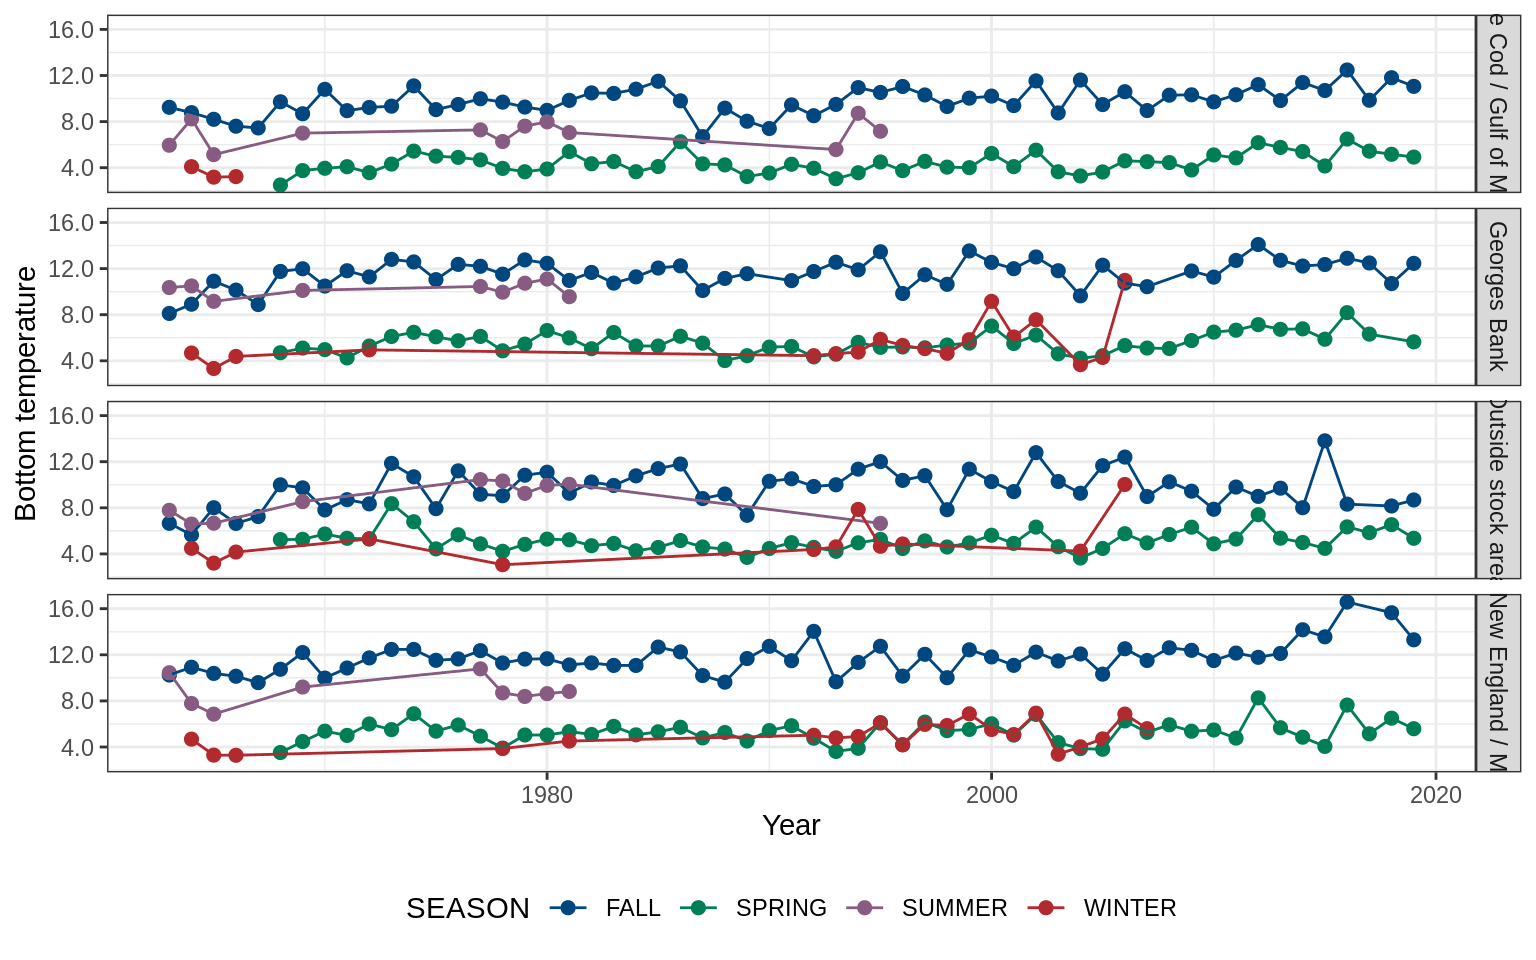 16.0
12.0
8.0
4.0
e Cod / Gulf of M
16.0
12.0
8.0
4.0
Georges Bank
16.0
12.0
8.0
4.0
Outside stock area
16.0
12.0
8.0
4.0
New England / M
Bottom temperature
1980
2000
2020
Year
SEASON FALL SPRING SUMMER WINTER